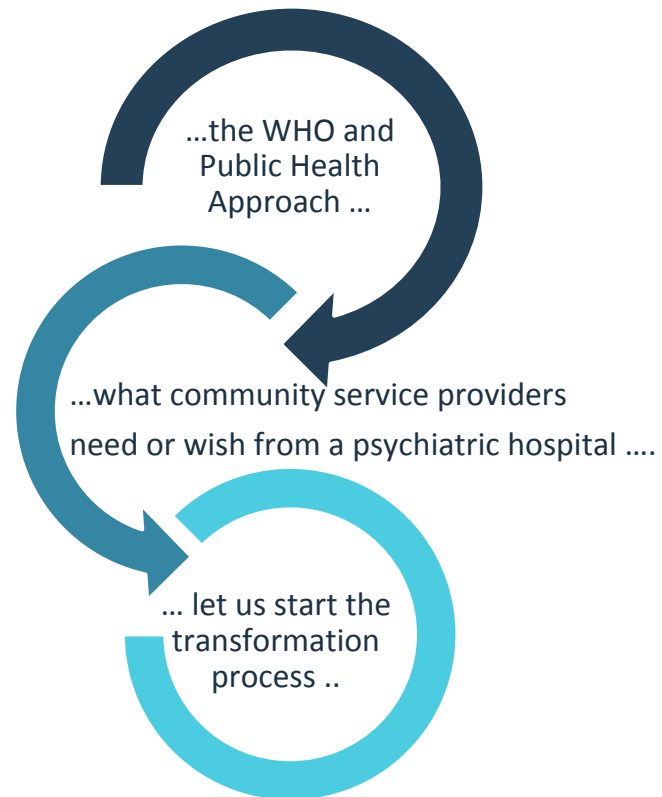 …the WHO and
Public Health
Approach …
…what community service providers
need or wish from a psychiatric hospital ….
… let us start the
transformation
process ..